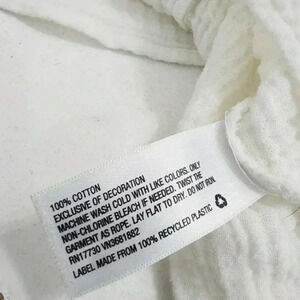 100% COTTON
EXCLUSIVE OF DECORATION
MACHINE WASH COLD WITH LIKE COLORS. ONLY
NON-CHLORINE BLEACH IF NEEDED. TWIST THE
GARMENT AS ROPE. LAY FLAT TO DRY. DO NOT IRON.
RN17730 VN3681862
LABEL MADE FROM 100% RECYCLED PLASTIC